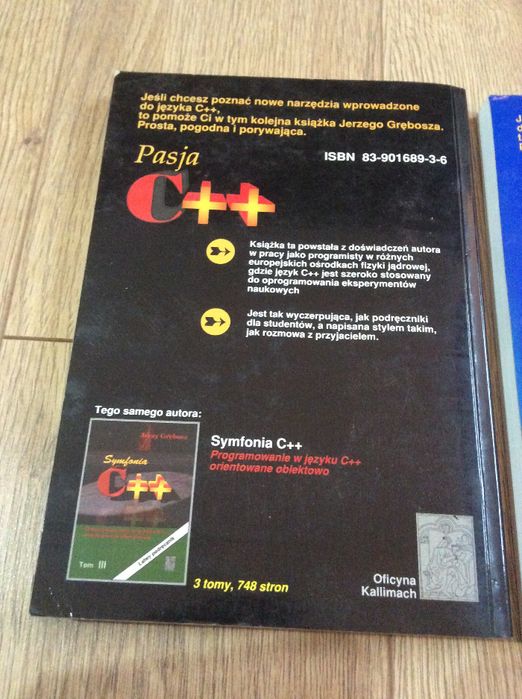 Jeśli chcesz poznać nowe narzędzia wprowadzone
do języka C++,
to pomoże Ci w tym kolejna książka Jerzego Grębosza.
Prosta, pogodna i porywająca.
Pasja
C++
ISBN 83-901689-3-6
Książka ta powstała z doświadczeń autora
w pracy jako programisty w różnych
europejskich ośrodkach fizyki jądrowej,
gdzie język C++ jest szeroko stosowany
do oprogramowania eksperymentów
naukowych
Jest tak wyczerpująca, jak podręczniki
dla studentów, a napisana stylem takim,
jak rozmowa z przyjacielem.
Tego samego autora:
Jerzy Grębosz
Symfonia
C++
Łatwy podręcznik
Tom III
Symfonia C++
Programowanie w języku C++
orientowane obiektowo
3 tomy, 748 stron
Oficyna
Kallimach